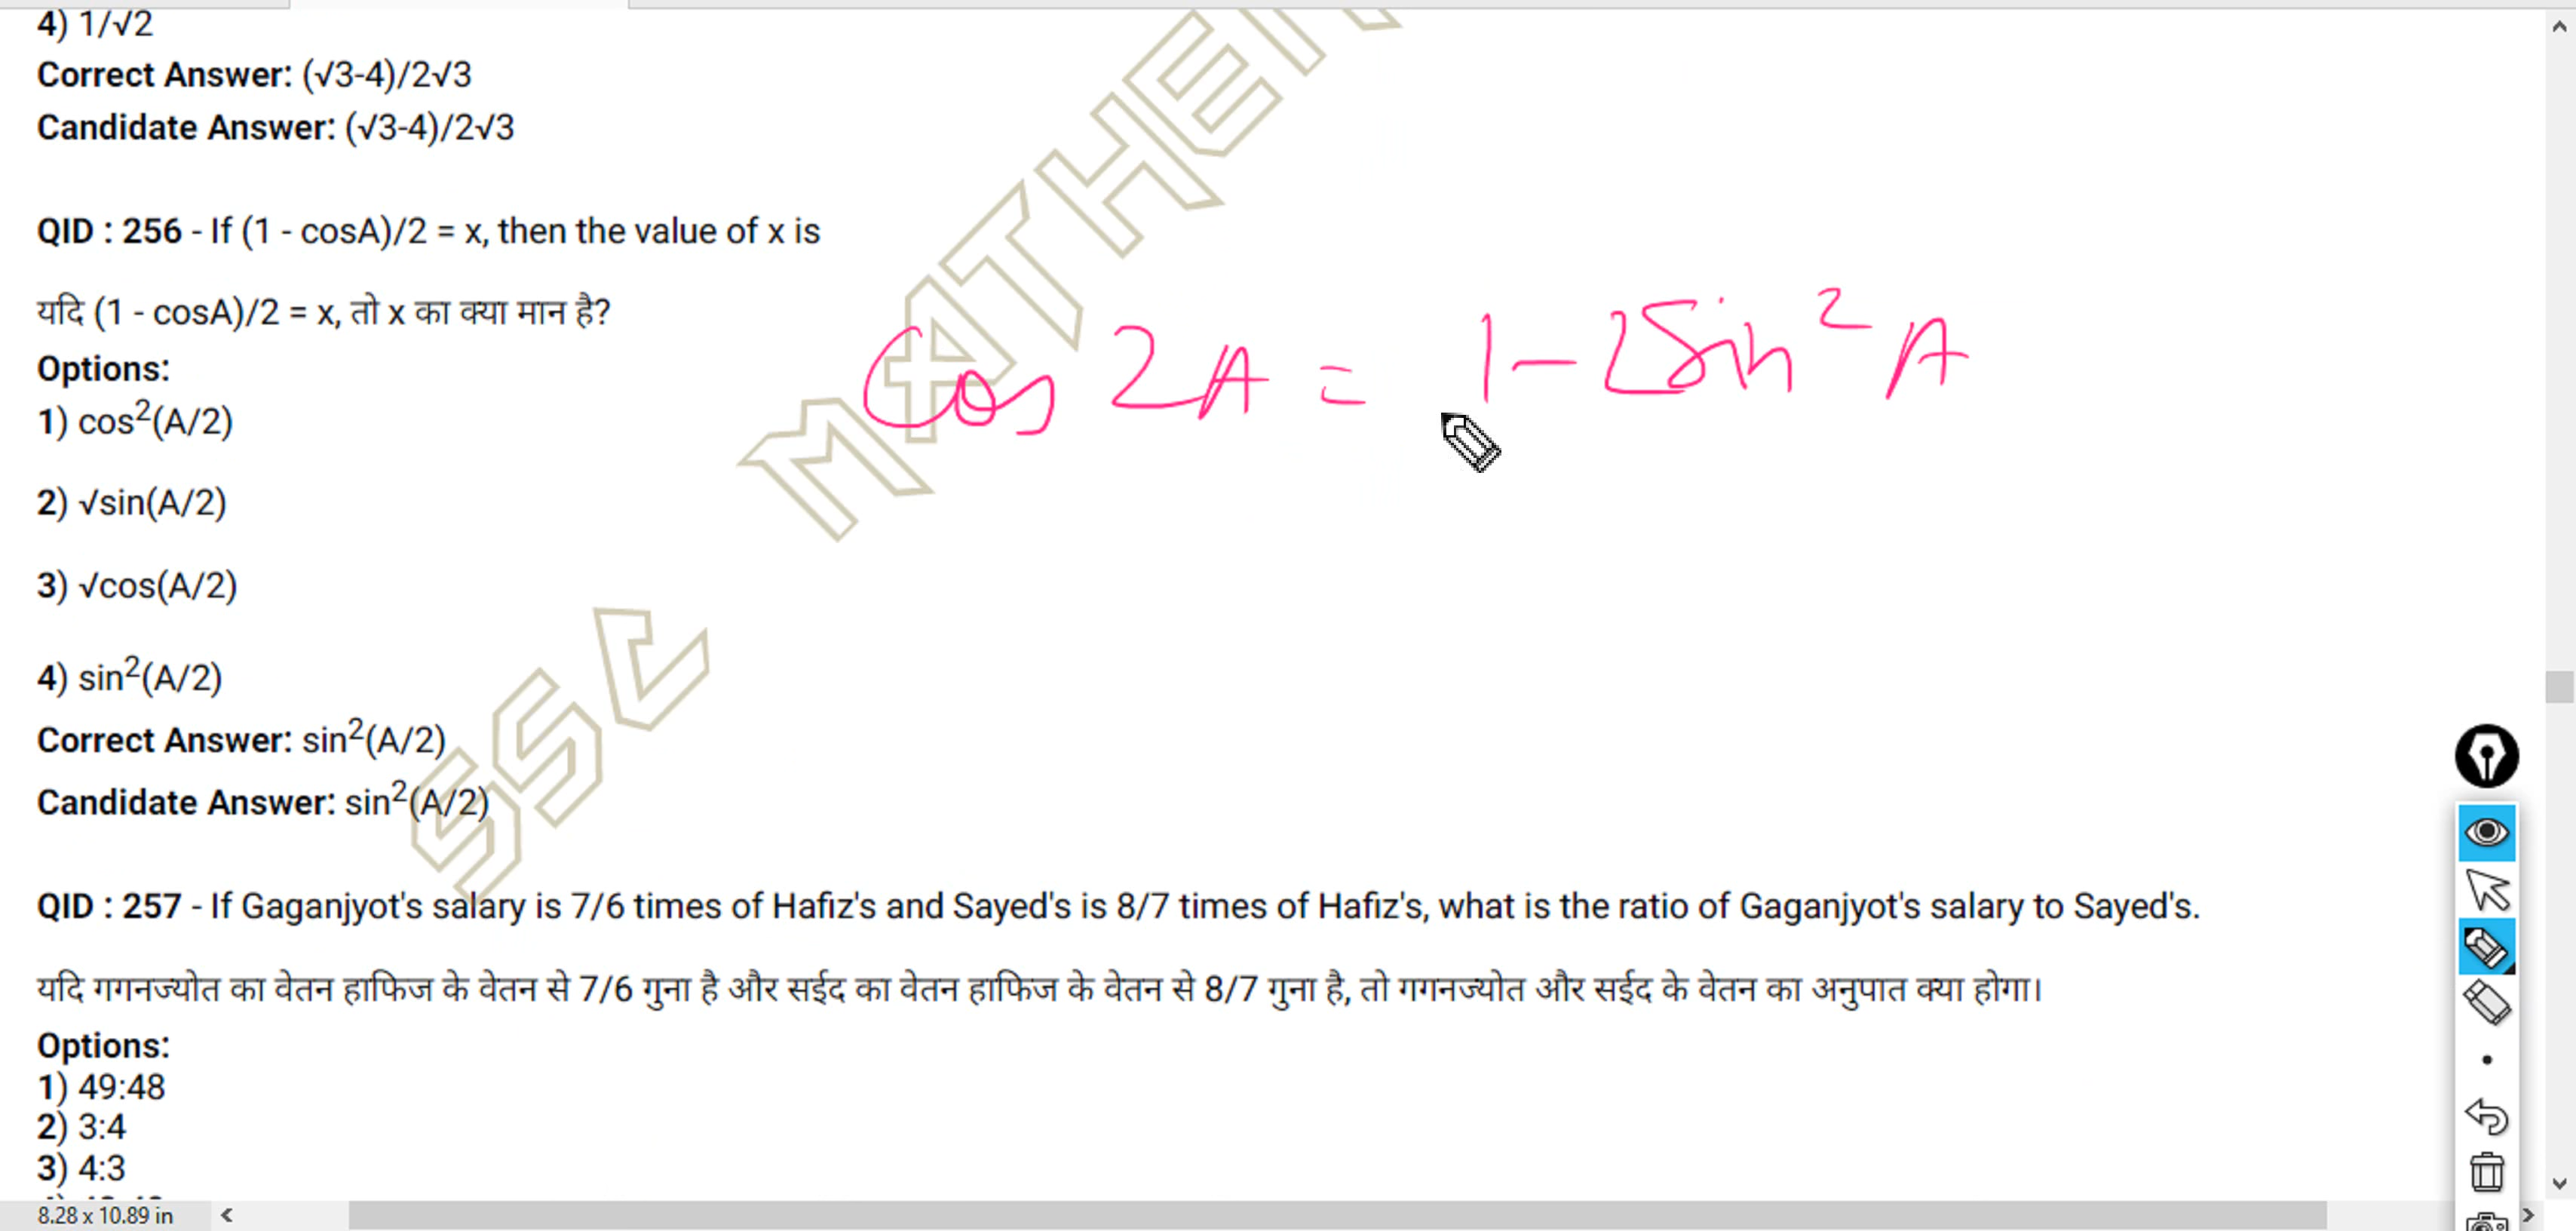 4) 1/√2
Correct Answer: (√3-4)/2√3
Candidate Answer: (√3-4)/2√3
QID : 256 - If (1 - cosA)/2 = x, then the value of x is
यदि (1 - cosA)/2 = x, तो x का क्या मान है?
Cos 2A = 1-2Sin²A
Options:
1) cos²(A/2)
2) √sin(A/2)
3) √cos(A/2)
4) sin²(A/2)
Correct Answer: sin²(A/2)
Candidate Answer: sin²(A/2)
QID : 257 - If Gaganjyot's salary is 7/6 times of Hafiz's and Sayed's is 8/7 times of Hafiz's, what is the ratio of Gaganjyot's salary to Sayed's.
यदि गगनज्योत का वेतन हाफिज के वेतन से 7/6 गुना है और सईद का वेतन हाफिज के वेतन से 8/7 गुना है, तो गगनज्योत और सईद के वेतन का अनुपात क्या होगा।
Options:
1) 49:48
2) 3:4
3) 4:3
8.28 x 10.89 in
SSC MATHE